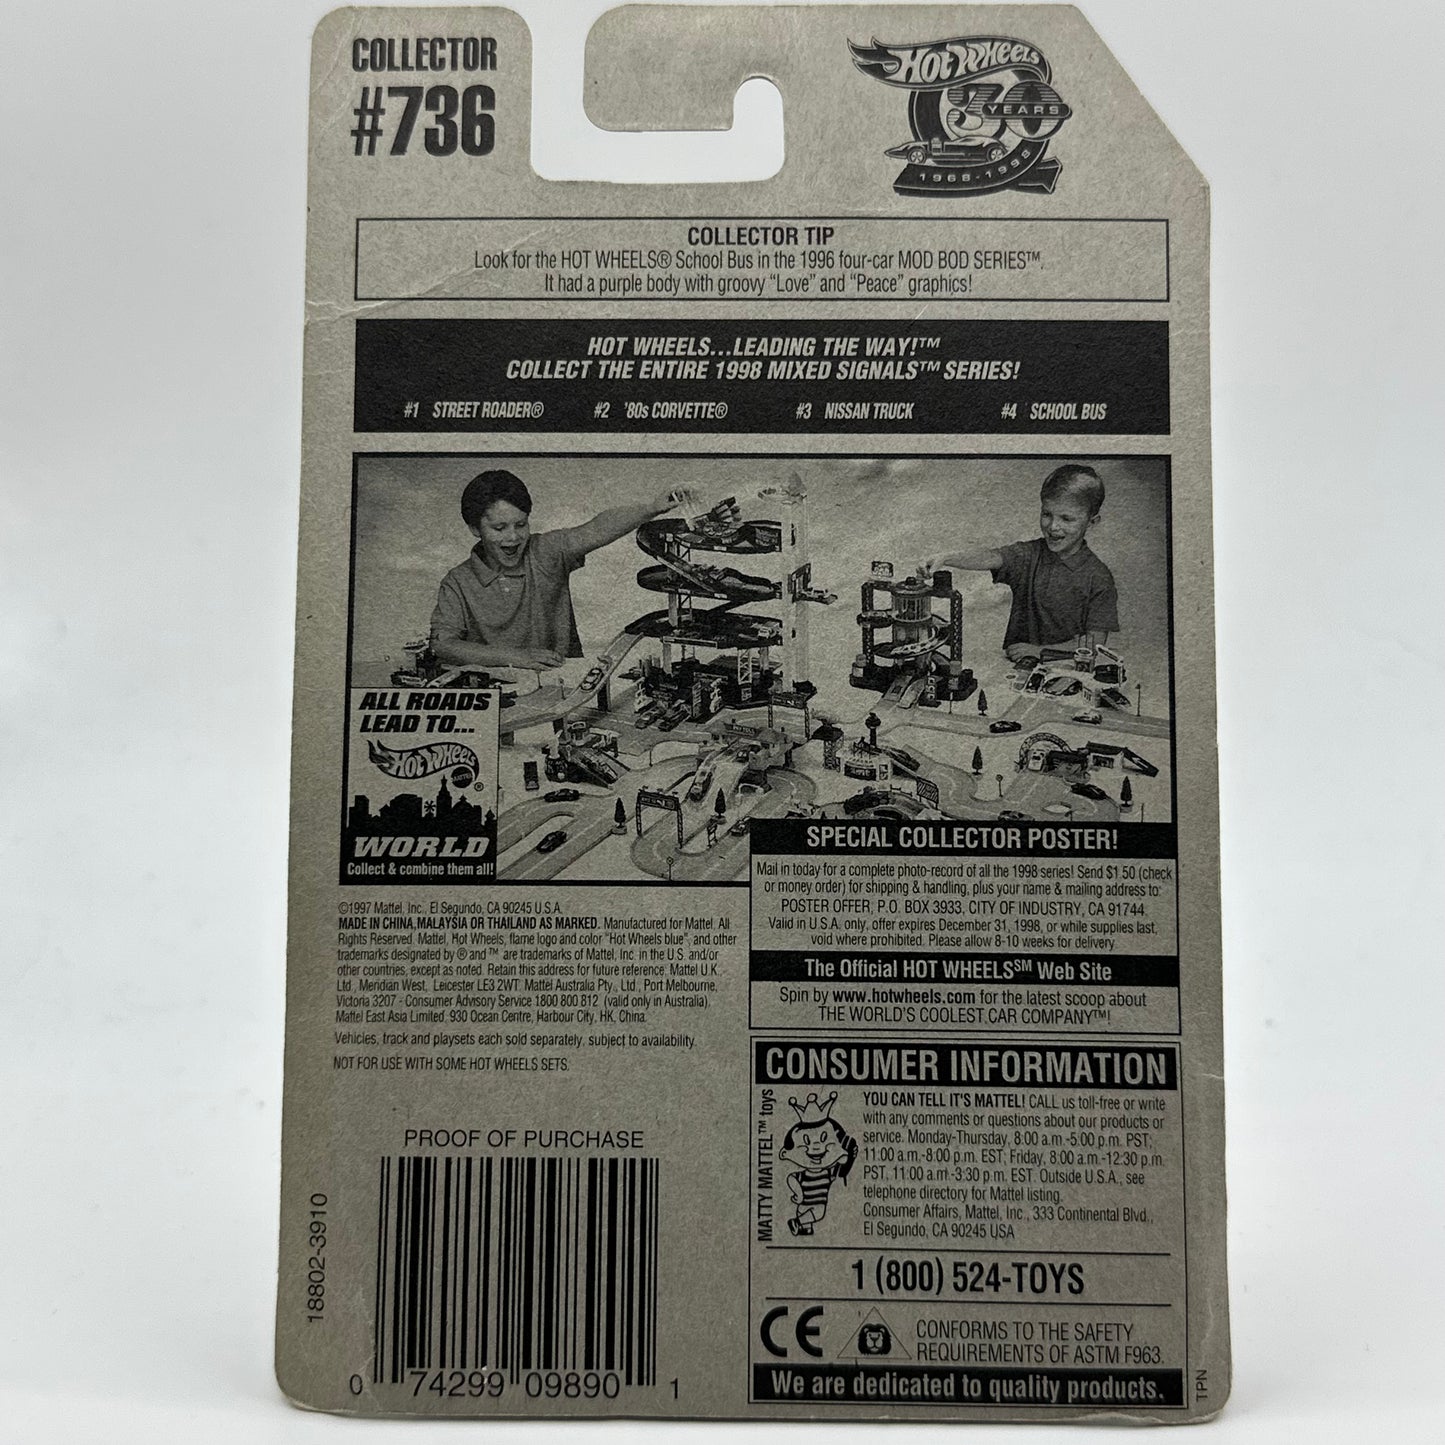 COLLECTOR
#736
HOT WHEELS
30
YEARS
1968-1998
COLLECTOR TIP
Look for the HOT WHEELS® School Bus in the 1996 four-car MOD BOD SERIES™.
It had a purple body with groovy "Love" and "Peace" graphics!
HOT WHEELS...LEADING THE WAY!™
COLLECT THE ENTIRE 1998 MIXED SIGNALS™ SERIES!
#1 STREET ROADER® #2 '80s CORVETTE® #3 NISSAN TRUCK #4 SCHOOL BUS
ALL ROADS
LEAD TO...
HOT WHEELS®
MATTEL
WORLD
Collect & combine them all!
SPECIAL COLLECTOR POSTER!
Mail in today for a complete photo-record of all the 1998 series! Send $1.50 (check
or money order) for shipping & handling, plus your name & mailing address to:
POSTER OFFER, P.O. BOX 3933, CITY OF INDUSTRY, CA 91744.
Valid in U.S.A. only, offer expires December 31, 1998, or while supplies last,
void where prohibited. Please allow 8-10 weeks for delivery.
The Official HOT WHEELS℠ Web Site
Spin by www.hotwheels.com for the latest scoop about
THE WORLD'S COOLEST CAR COMPANY™!
©1997 Mattel, Inc., El Segundo, CA 90245 U.S.A.
MADE IN CHINA, MALAYSIA OR THAILAND AS MARKED. Manufactured for Mattel. All
Rights Reserved. Mattel, Hot Wheels, flame logo and color "Hot Wheels blue", and other
trademarks designated by ® and ™ are trademarks of Mattel, Inc. in the U.S. and/or
other countries, except as noted. Retain this address for future reference: Mattel U.K.
Ltd., Meridian West, Leicester LE3 2WT. Mattel Australia Pty., Ltd., Port Melbourne,
Victoria 3207 - Consumer Advisory Service 1800 800 812 (valid only in Australia).
Mattel East Asia Limited, 930 Ocean Centre, Harbour City, HK, China.
Vehicles, track and playsets each sold separately, subject to availability.
NOT FOR USE WITH SOME HOT WHEELS SETS.
CONSUMER INFORMATION
MATTY MATTEL™ toys
YOU CAN TELL IT'S MATTEL! CALL us toll-free or write
with any comments or questions about our products or
service. Monday-Thursday, 8:00 a.m.-5:00 p.m. PST;
11:00 a.m.-8:00 p.m. EST; Friday, 8:00 a.m.-12:30 p.m.
PST, 11:00 a.m.-3:30 p.m. EST. Outside U.S.A., see
telephone directory for Mattel listing.
Consumer Affairs, Mattel, Inc., 333 Continental Blvd.,
El Segundo, CA 90245 USA
1 (800) 524-TOYS
CE
CONFORMS TO THE SAFETY
REQUIREMENTS OF ASTM F963.
We are dedicated to quality products.
TPN
PROOF OF PURCHASE
18802-3910
0 74299 09890 1